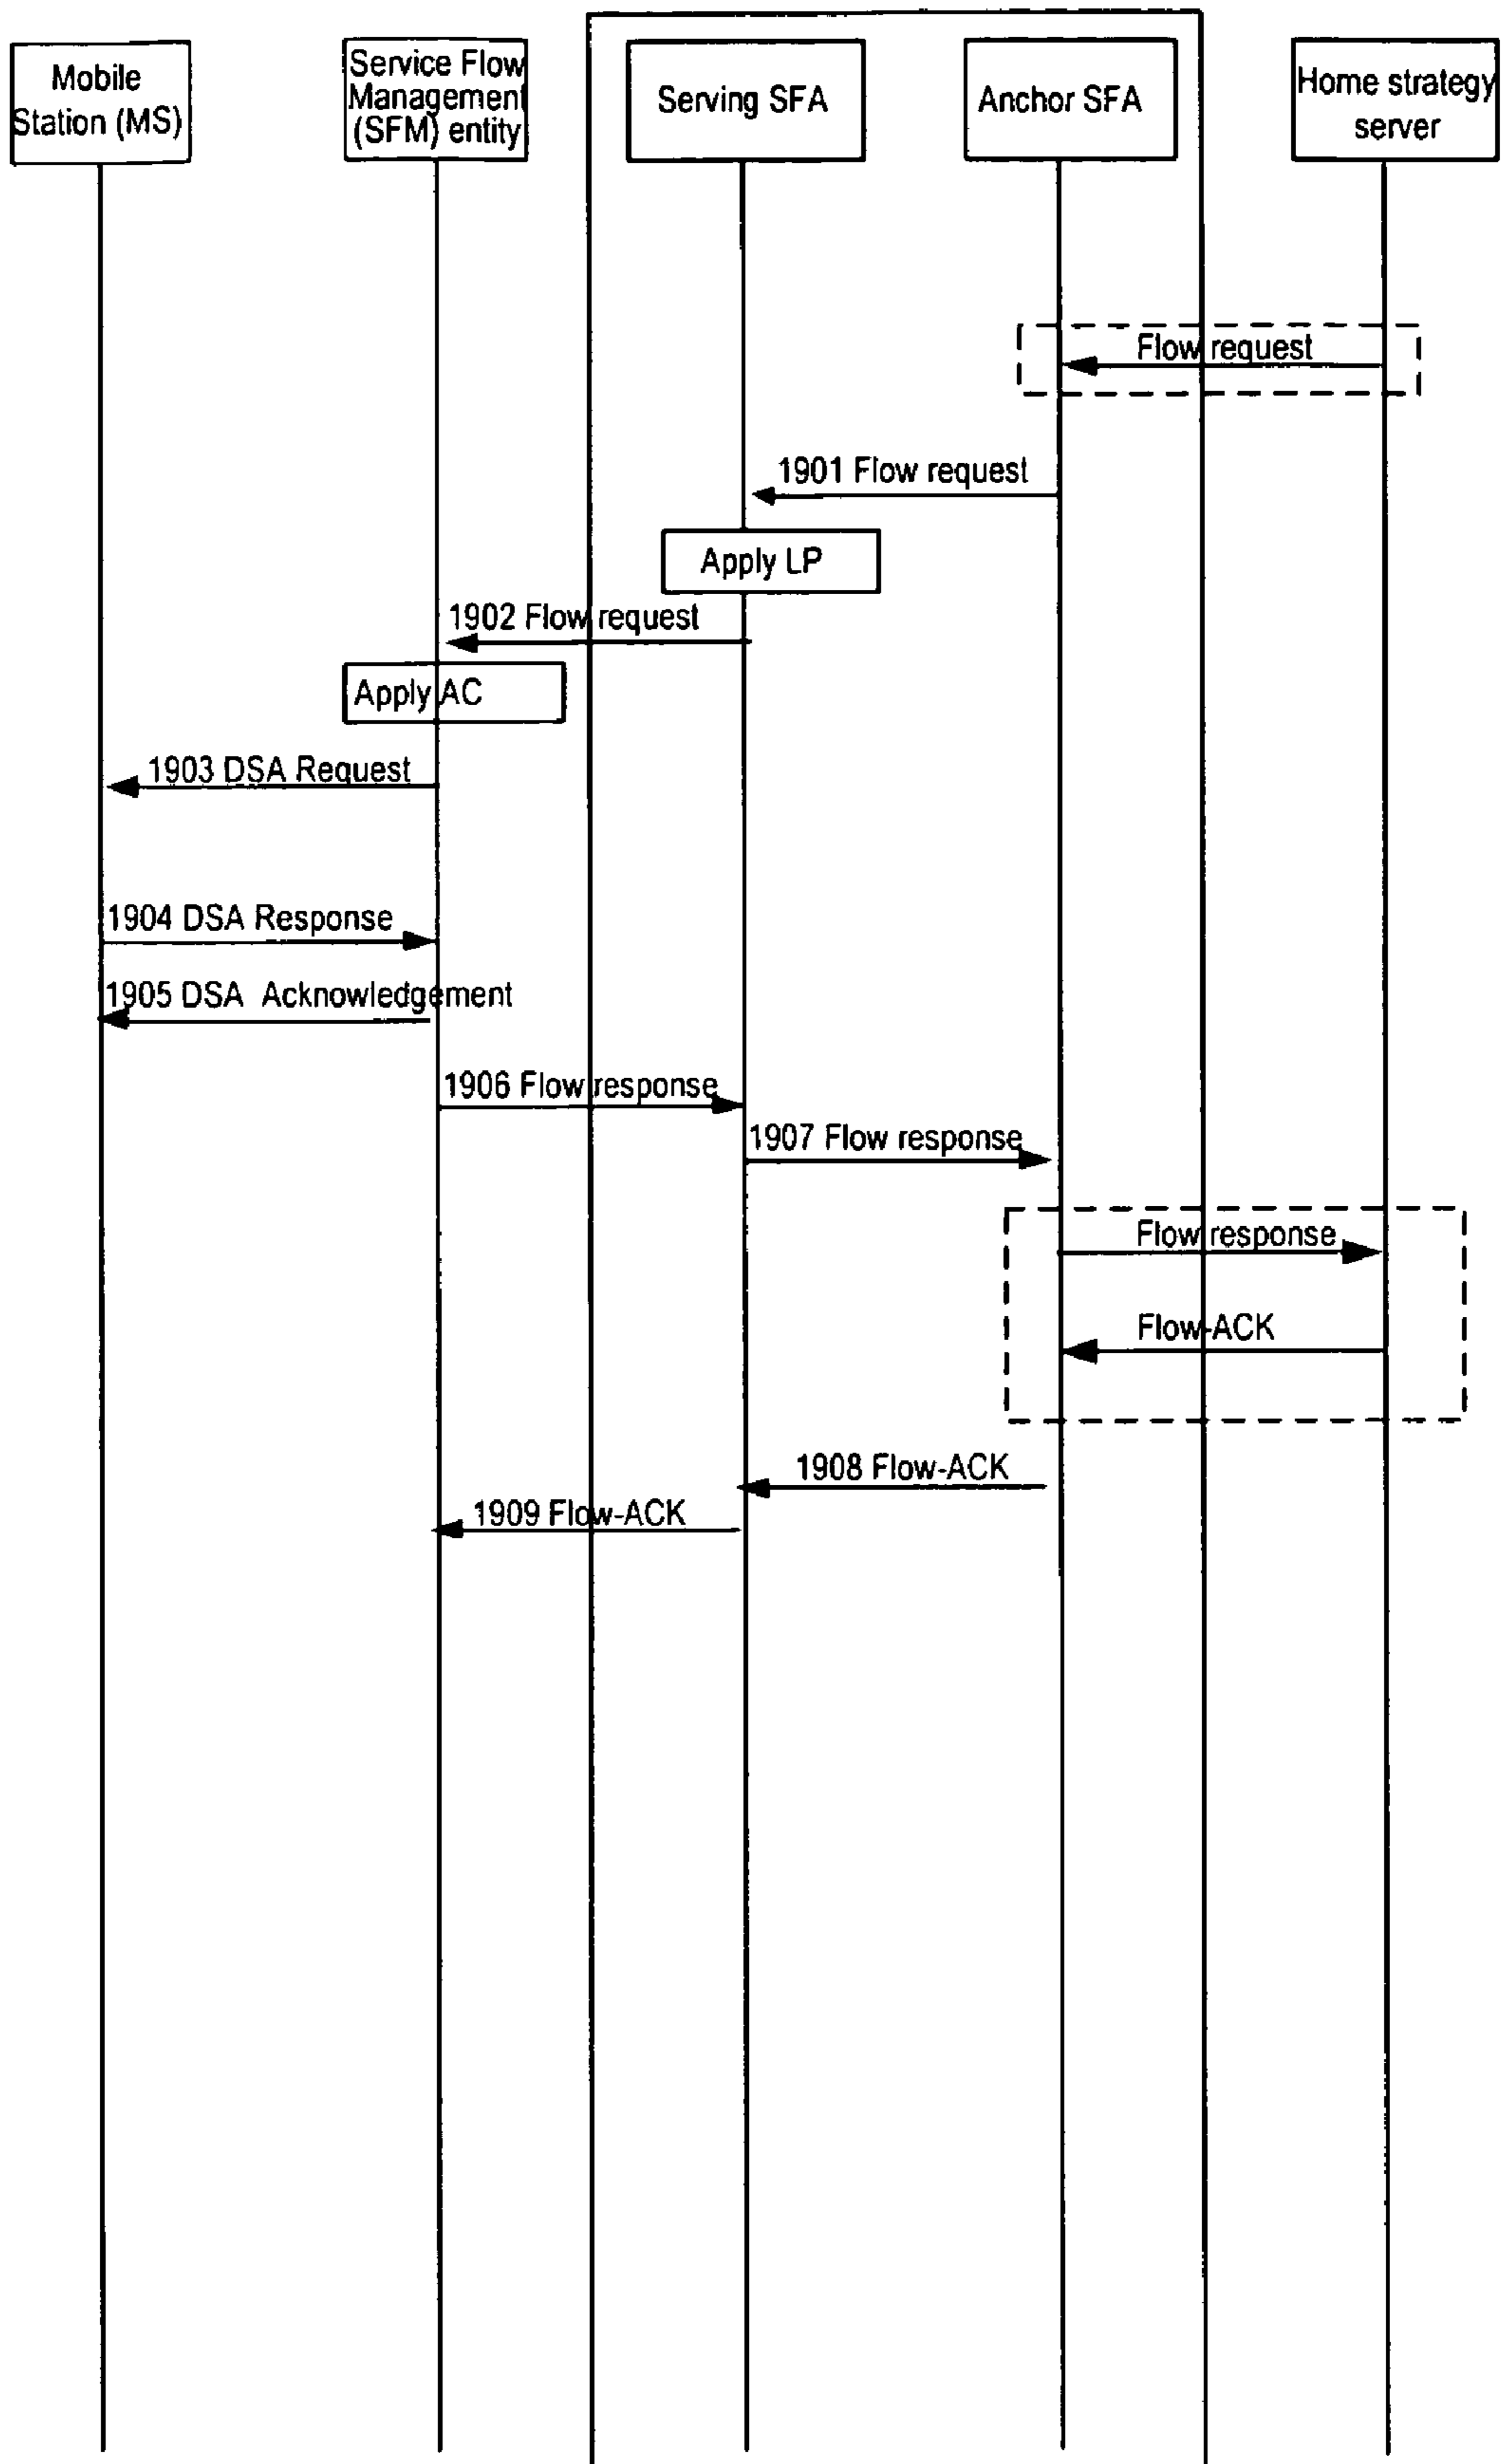 Mobile
Station (MS)
Service Flow
Management
(SFM) entity
Serving SFA
Anchor SFA
Home strategy
server
Flow request
1901 Flow request
Apply LP
1902 Flow request
Apply AC
1903 DSA Request
1904 DSA Response
1905 DSA Acknowledgement
1906 Flow response
1907 Flow response
Flow response
Flow-ACK
1908 Flow-ACK
1909 Flow-ACK